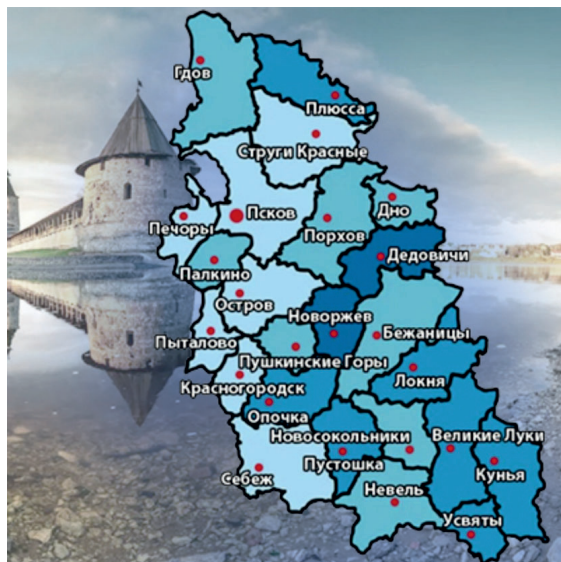 Гдов
Плюсса
Струги Красные
Псков
Дно
Печоры
Порхов
Дедовичи
Палкино
Остров
Новоржев
Бежаницы
Пыталово
Пушкинские Горы
Красногородск
Локня
Опочка
Новосокольники
Великие Луки
Пустошка
Себеж
Кунья
Невель
Усвяты